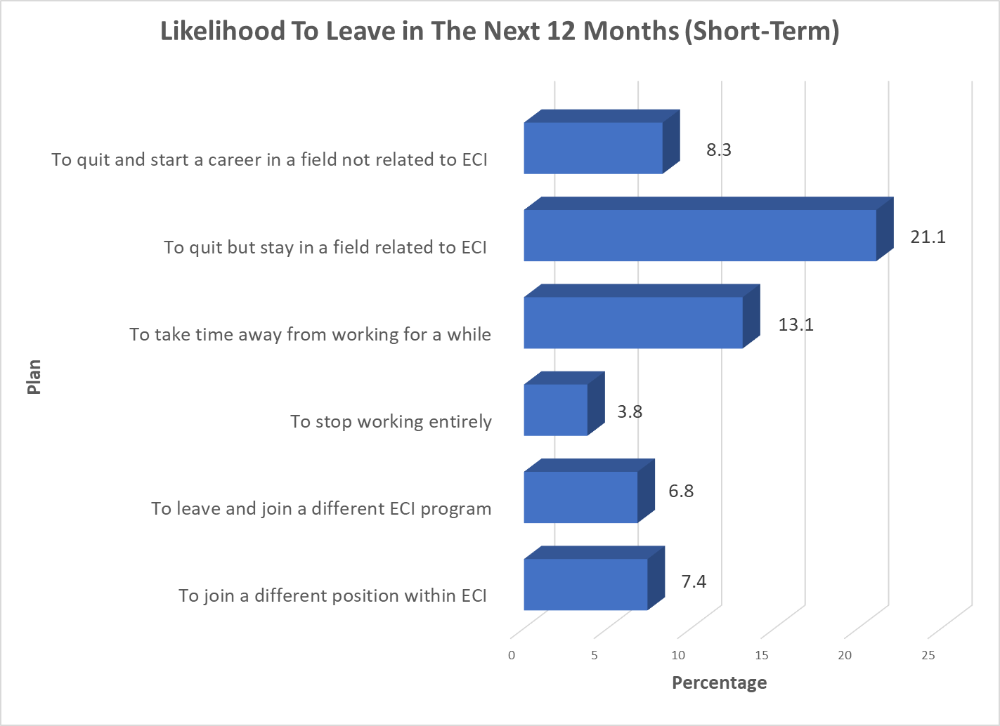 Likelihood To Leave in The Next 12 Months (Short-Term)
To quit and start a career in a field not related to ECI
8.3
To quit but stay in a field related to ECI
21.1
To take time away from working for a while
13.1
Plan
To stop working entirely
3.8
To leave and join a different ECI program
6.8
To join a different position within ECI
7.4
0 5 10 15 20 25
Percentage